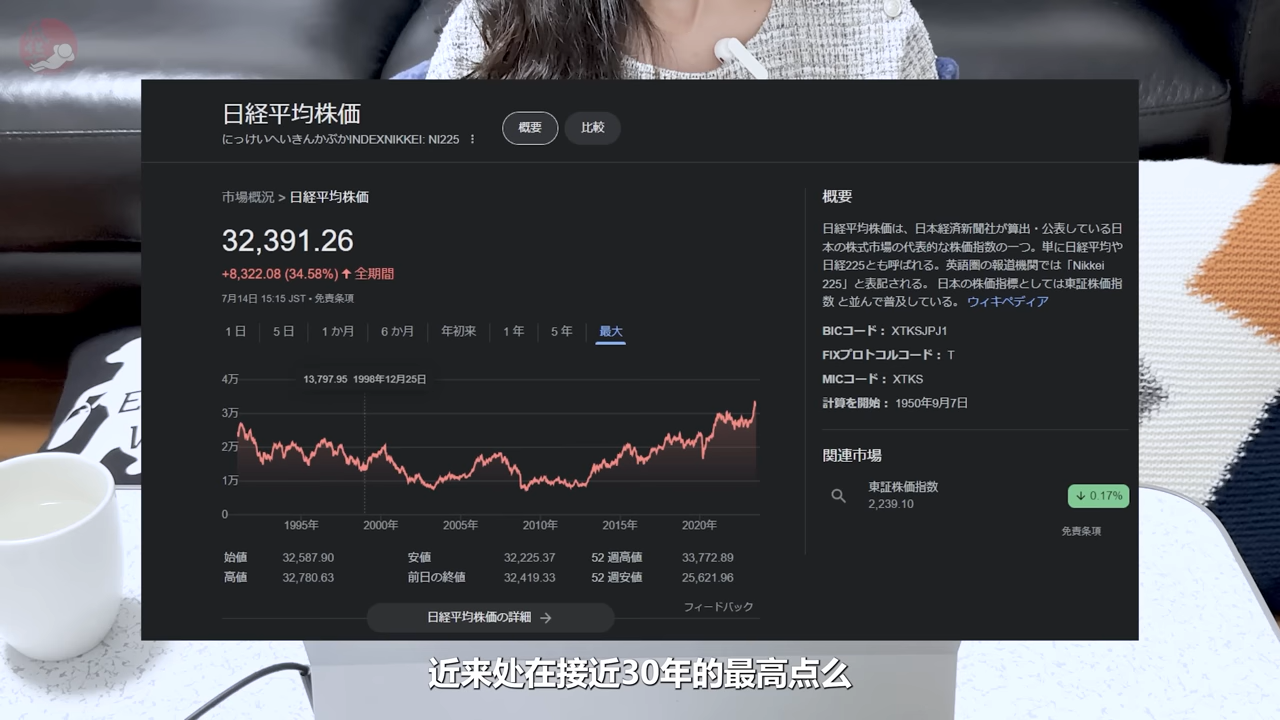 日経平均株価
にっけいへいきんかぶかINDEXNIKKEI: NI225
概要
比較
市場概況 > 日経平均株価
32,391.26
+8,322.08 (34.58%) ↑ 全期間
7月14日 15:15 JST • 免責条項
1日 5日 1か月 6か月 年初来 1年 5年 最大
13,797.95 1998年12月25日
4万
3万
2万
1万
0
1995年 2000年 2005年 2010年 2015年 2020年
始値 32,587.90 安値 32,225.37 52 週高値 33,772.89
高値 32,780.63 前日の終値 32,419.33 52 週安値 25,621.96
フィードバック
日経平均株価の詳細 →
概要
日経平均株価は、日本経済新聞社が算出・公表している日
本の株式市場の代表的な株価指数の一つ。単に日経平均や
日経225とも呼ばれる。英語圏の報道機関では「Nikkei
225」と表記される。 日本の株価指標としては東証株価指
数 と並んで普及している。 ウィキペディア
BICコード： XTKSJPJ1
FIXプロトコルコード： T
MICコード： XTKS
計算を開始： 1950年9月7日
関連市場
東証株価指数
2,239.10
↓ 0.17%
免責条項
近来处在接近30年的最高点么